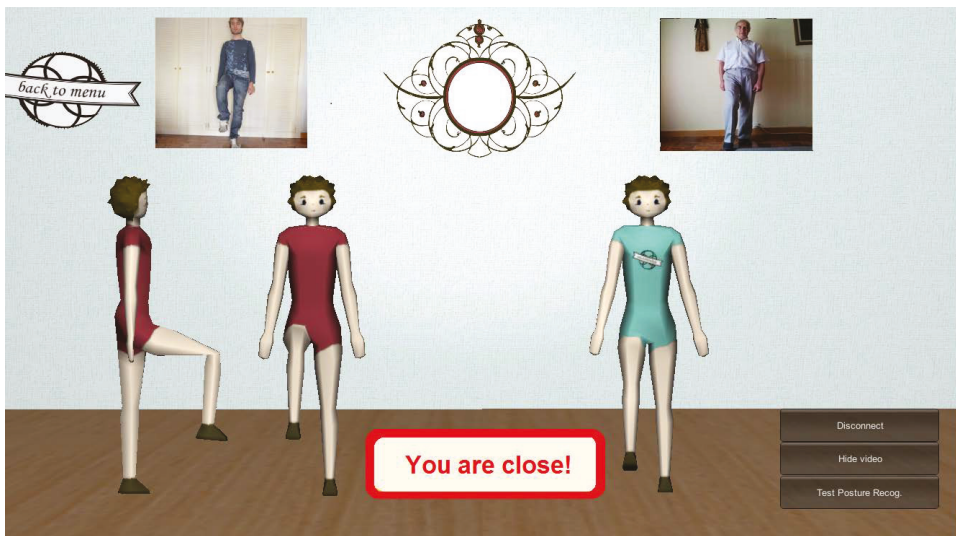 back to menu
You are close!
Disconnect
Hide video
Test Posture Recog.